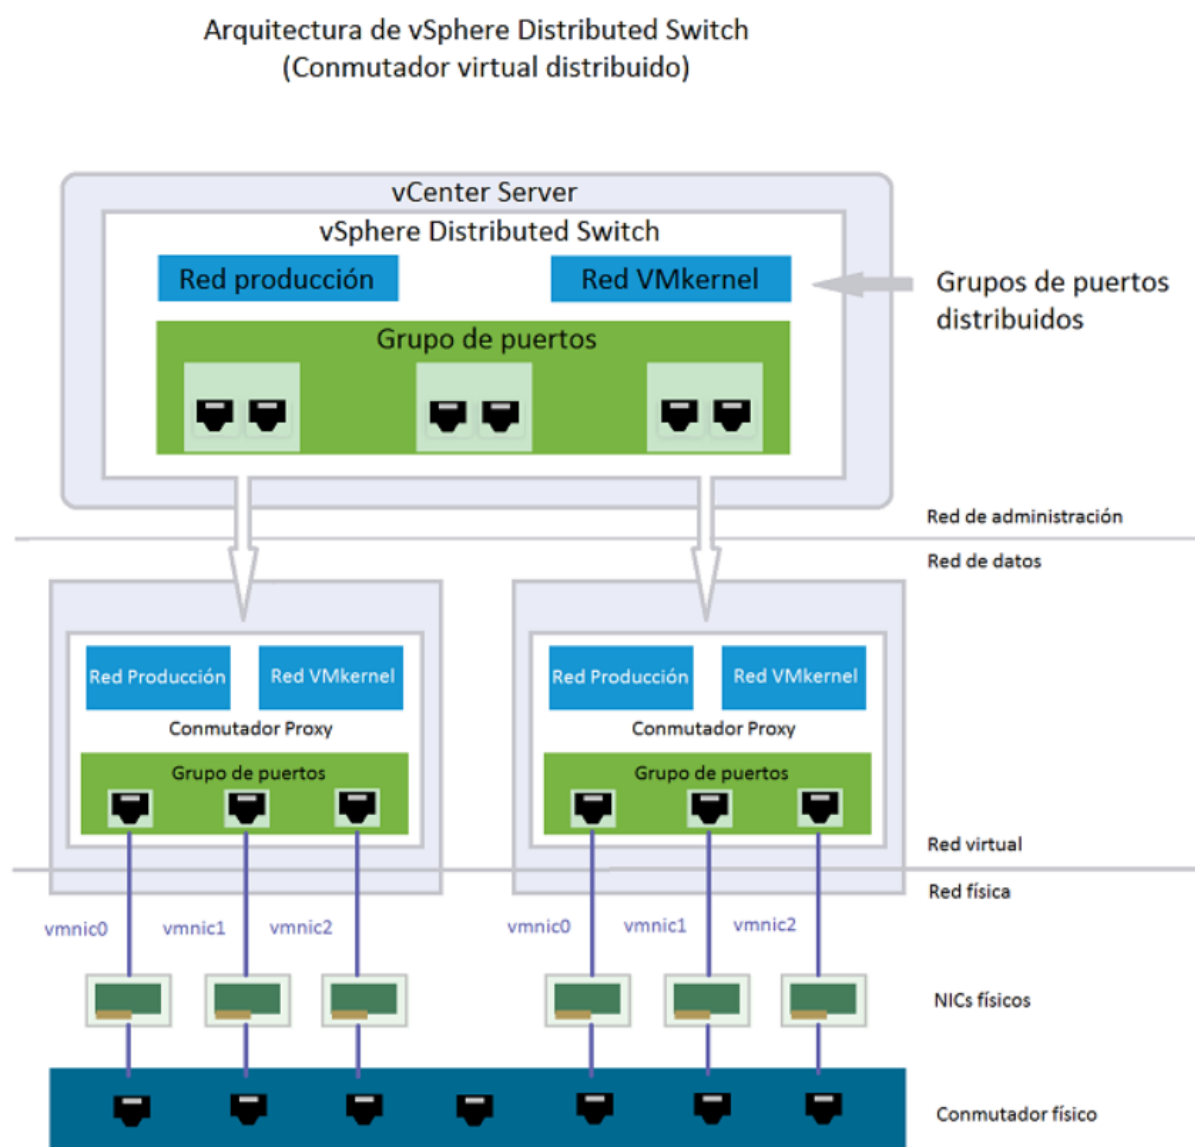 Arquitectura de vSphere Distributed Switch
(Conmutador virtual distribuido)
vCenter Server
vSphere Distributed Switch
Red producción
Red VMkernel
Grupos de puertos
distribuidos
Grupo de puertos
Red de administración
Red de datos
Red Producción
Red VMkernel
Conmutador Proxy
Grupo de puertos
Red Producción
Red VMkernel
Conmutador Proxy
Grupo de puertos
Red virtual
Red física
vmnic0
vmnic1
vmnic2
vmnic0
vmnic1
vmnic2
NICs físicos
Conmutador físico